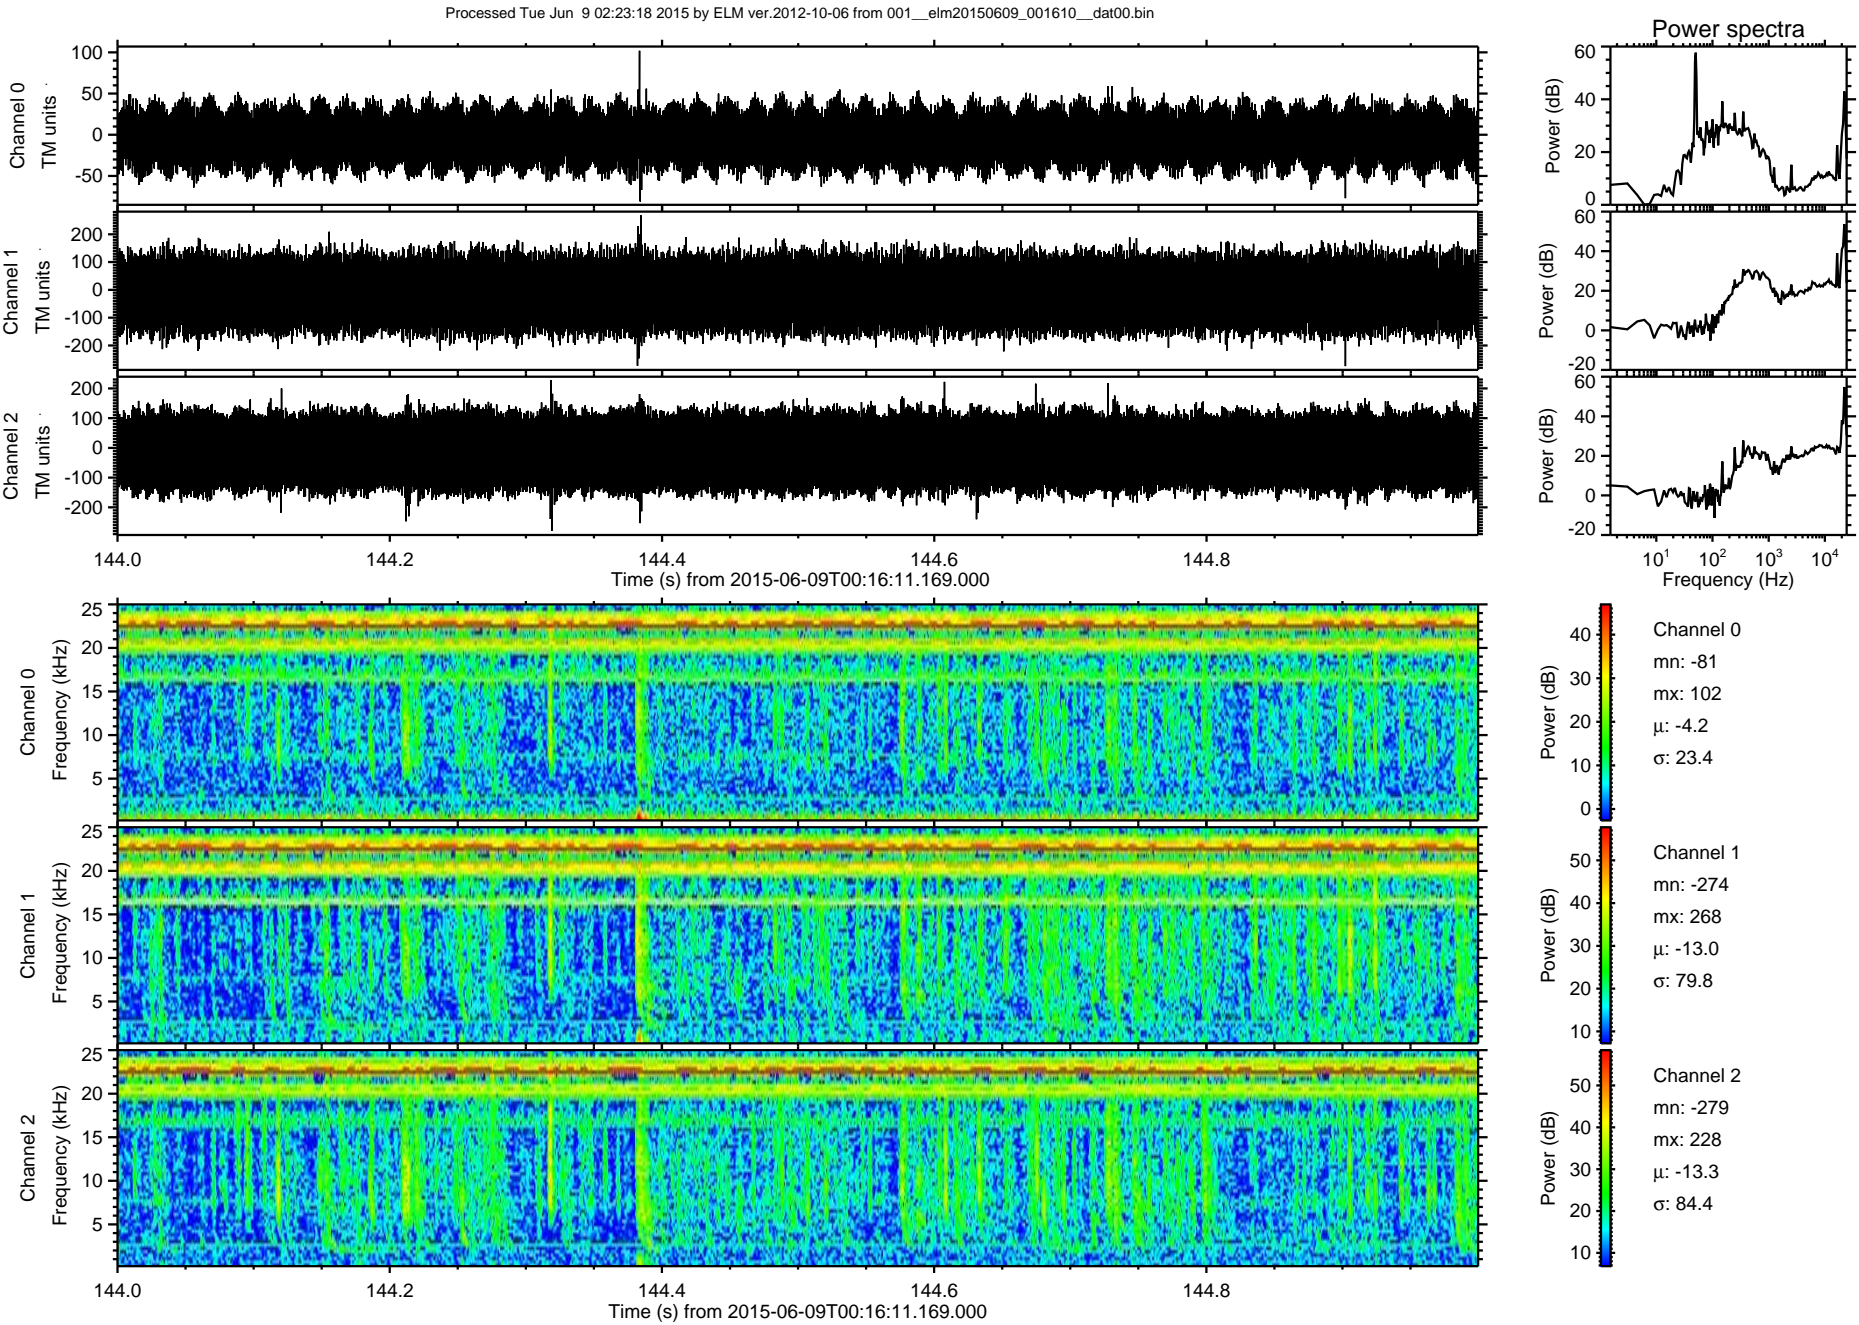 Processed Tue Jun  9 02:23:18 2015 by ELM ver.2012-10-06 from 001__elm20150609_001610__dat00.bin
Power spectra
Channel 0
TM units
100
50
0
-50
Power (dB)
60
40
20
0
Channel 1
TM units
200
100
0
-100
-200
Power (dB)
60
40
20
0
-20
Channel 2
TM units
200
100
0
-100
-200
Power (dB)
60
40
20
0
-20
144.0 144.2 144.4 144.6 144.8
Time (s) from 2015-06-09T00:16:11.169.000
10¹ 10² 10³ 10⁴
Frequency (Hz)
Channel 0
Frequency (kHz)
25
20
15
10
5
Power (dB)
40
30
20
10
0
Channel 0
mn: -81
mx: 102
μ: -4.2
σ: 23.4
Channel 1
Frequency (kHz)
25
20
15
10
5
Power (dB)
50
40
30
20
10
Channel 1
mn: -274
mx: 268
μ: -13.0
σ: 79.8
Channel 2
Frequency (kHz)
25
20
15
10
5
Power (dB)
50
40
30
20
10
Channel 2
mn: -279
mx: 228
μ: -13.3
σ: 84.4
144.0 144.2 144.4 144.6 144.8
Time (s) from 2015-06-09T00:16:11.169.000